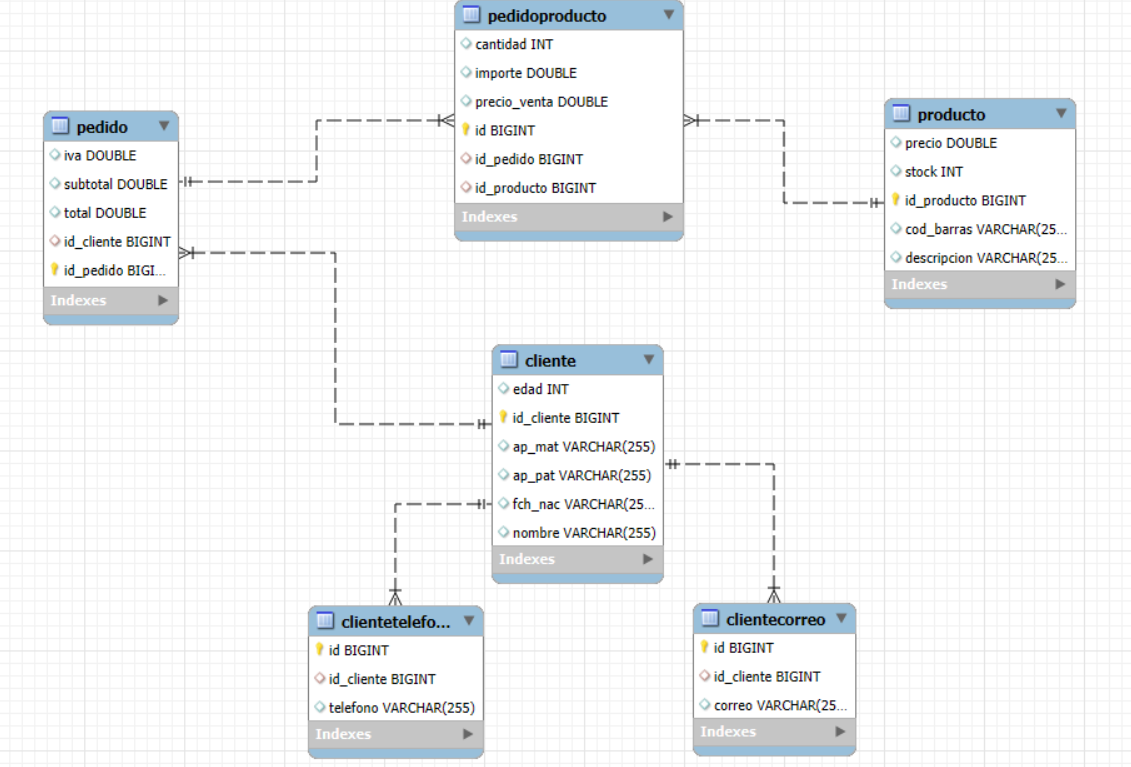 pedidoproducto
cantidad INT
importe DOUBLE
precio_venta DOUBLE
id BIGINT
id_pedido BIGINT
id_producto BIGINT
Indexes
pedido
iva DOUBLE
subtotal DOUBLE
total DOUBLE
id_cliente BIGINT
id_pedido BIGI...
Indexes
producto
precio DOUBLE
stock INT
id_producto BIGINT
cod_barras VARCHAR(25...
descripcion VARCHAR(25...
Indexes
cliente
edad INT
id_cliente BIGINT
ap_mat VARCHAR(255)
ap_pat VARCHAR(255)
fch_nac VARCHAR(25...
nombre VARCHAR(255)
Indexes
clientetelefo...
id BIGINT
id_cliente BIGINT
telefono VARCHAR(255)
Indexes
clientecorreo
id BIGINT
id_cliente BIGINT
correo VARCHAR(25...
Indexes